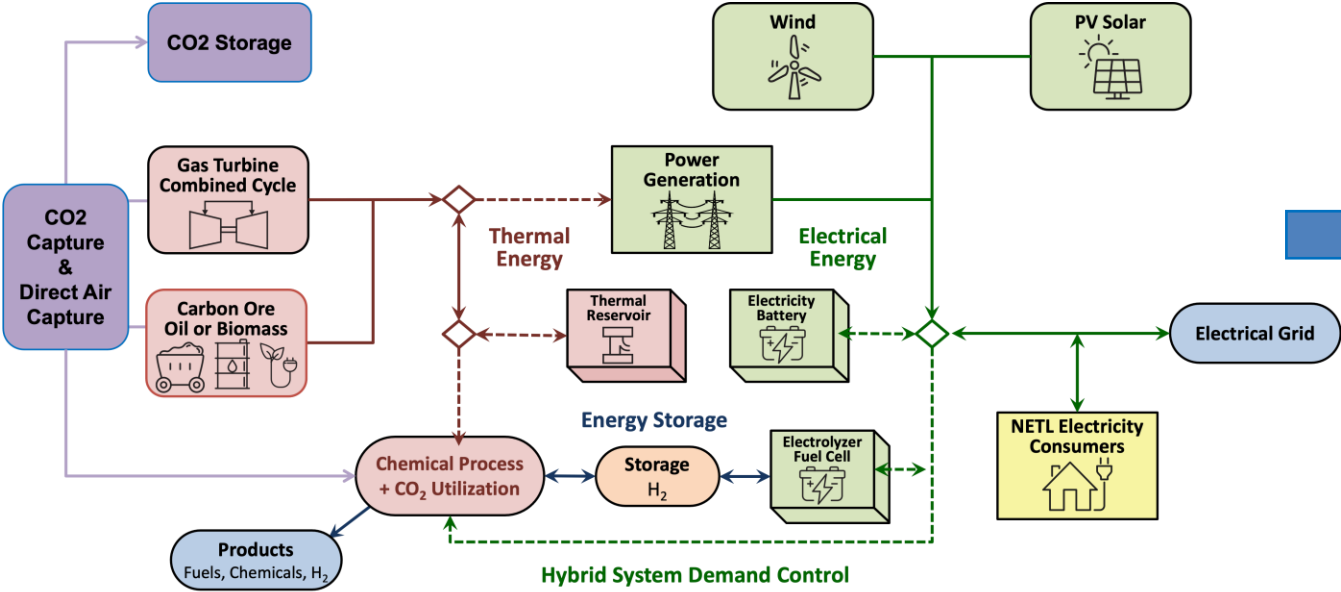 Wind
PV Solar
CO2 Storage
Gas Turbine
Combined Cycle
Power
Generation
CO2
Capture
&
Direct Air
Capture
Thermal
Energy
Electrical
Energy
Carbon Ore
Oil or Biomass
Thermal
Reservoir
Electricity
Battery
Electrical Grid
Energy Storage
NETL Electricity
Consumers
Chemical Process
+ CO₂ Utilization
Storage
H₂
Electrolyzer
Fuel Cell
Products
Fuels, Chemicals, H₂
Hybrid System Demand Control